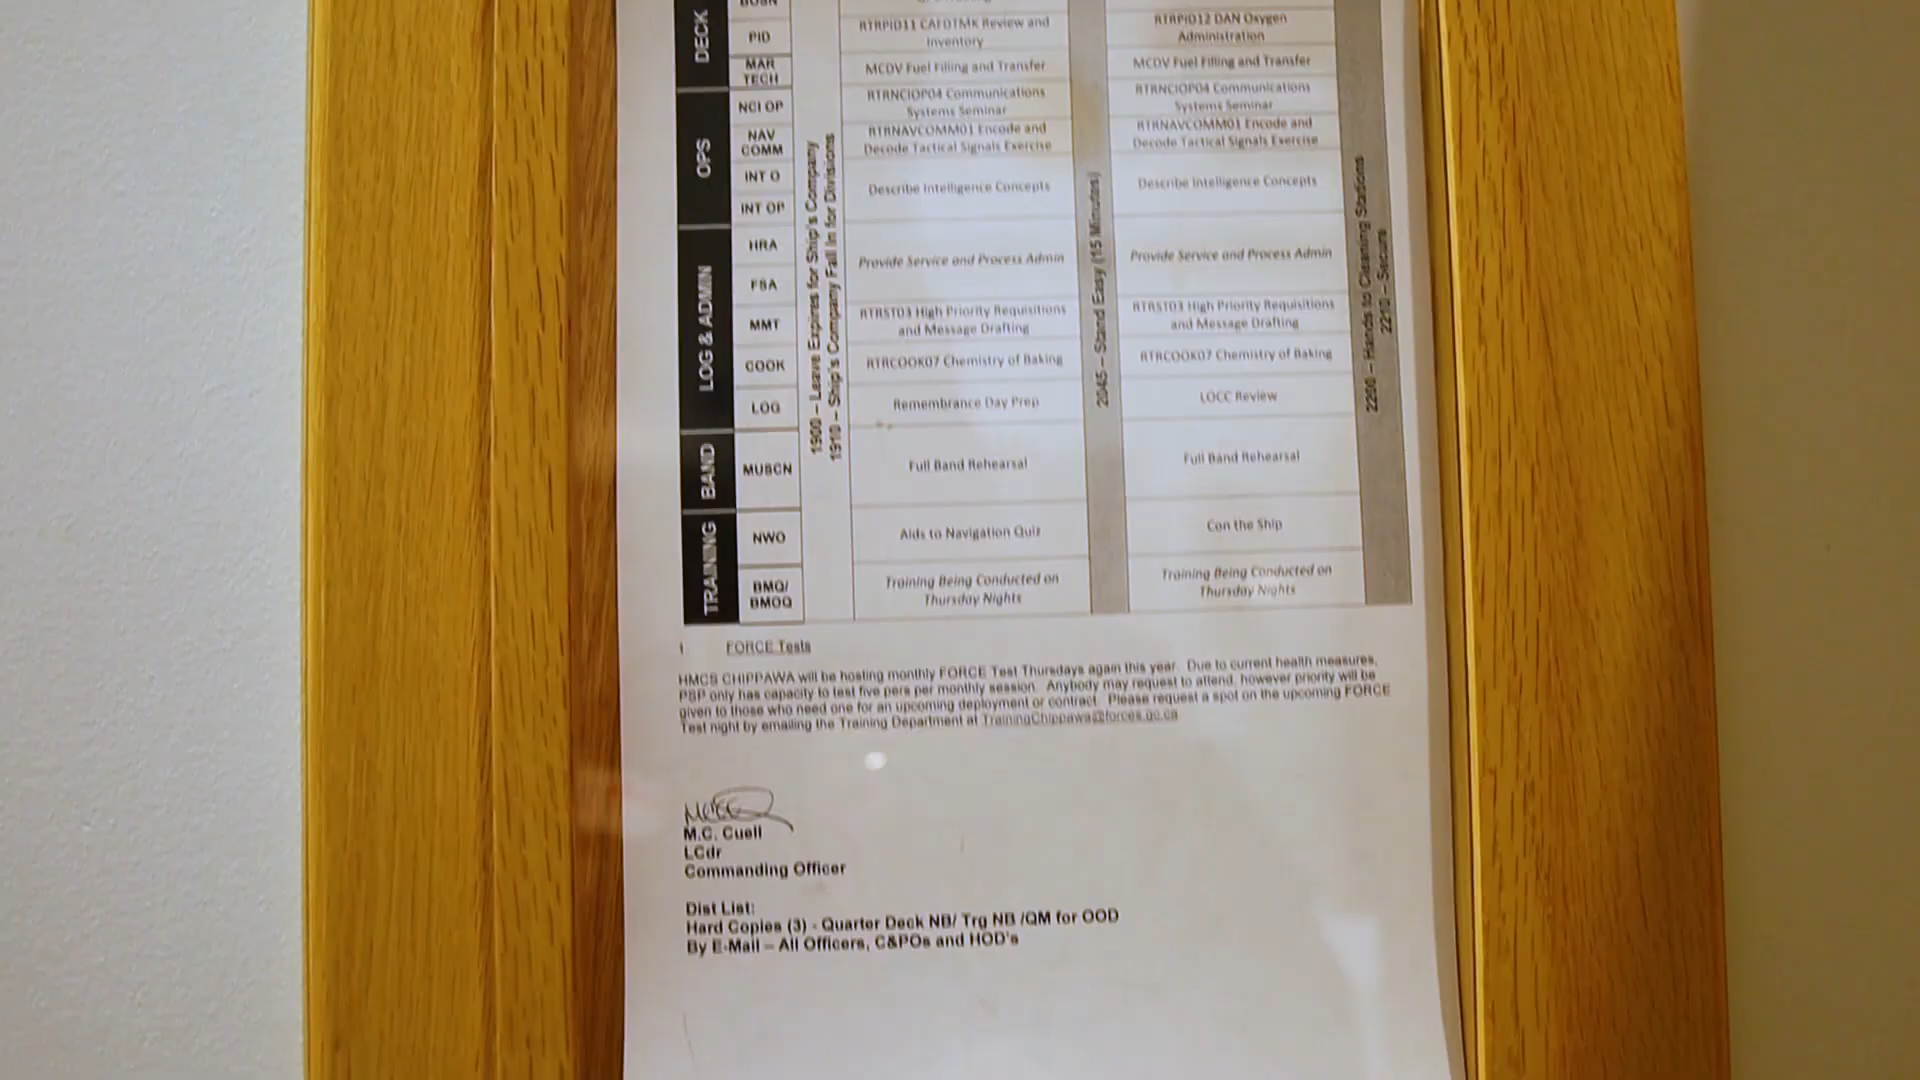 DECK
PID
RTRPID11 CAFDTMK Review and
Inventory
RTRPID12 DAN Oxygen
Administration
MAR
TECH
MCDV Fuel Filling and Transfer
MCDV Fuel Filling and Transfer
OPS
NCI OP
RTRNCIOP04 Communications
Systems Seminar
RTRNCIOP04 Communications
Systems Seminar
NAV
COMM
RTRNAVCOMM01 Encode and
Decode Tactical Signals Exercise
RTRNAVCOMM01 Encode and
Decode Tactical Signals Exercise
INT O
INT OP
Describe Intelligence Concepts
Describe Intelligence Concepts
LOG & ADMIN
HRA
FSA
Provide Service and Process Admin
Provide Service and Process Admin
MMT
RTRST03 High Priority Requisitions
and Message Drafting
RTRST03 High Priority Requisitions
and Message Drafting
COOK
RTRCOOK07 Chemistry of Baking
RTRCOOK07 Chemistry of Baking
LOG
Remembrance Day Prep
LOCC Review
BAND
MUSCN
Full Band Rehearsal
Full Band Rehearsal
TRAINING
NWO
Aids to Navigation Quiz
Con the Ship
BMQ/
BMOQ
Training Being Conducted on
Thursday Nights
Training Being Conducted on
Thursday Nights
1900 – Leave Expires for Ship's Company
1910 – Ship's Company Fall In for Divisions
2045 – Stand Easy (15 Minutes)
2200 – Hands to Cleaning Stations
2210 – Secure
1 FORCE Tests
HMCS CHIPPAWA will be hosting monthly FORCE Test Thursdays again this year. Due to current health measures,
PSP only has capacity to test five pers per monthly session. Anybody may request to attend, however priority will be
given to those who need one for an upcoming deployment or contract. Please request a spot on the upcoming FORCE
Test night by emailing the Training Department at TrainingChippawa@forces.gc.ca
M.C. Cuell
LCdr
Commanding Officer
Dist List:
Hard Copies (3) - Quarter Deck NB/ Trg NB /QM for OOD
By E-Mail – All Officers, C&POs and HOD's